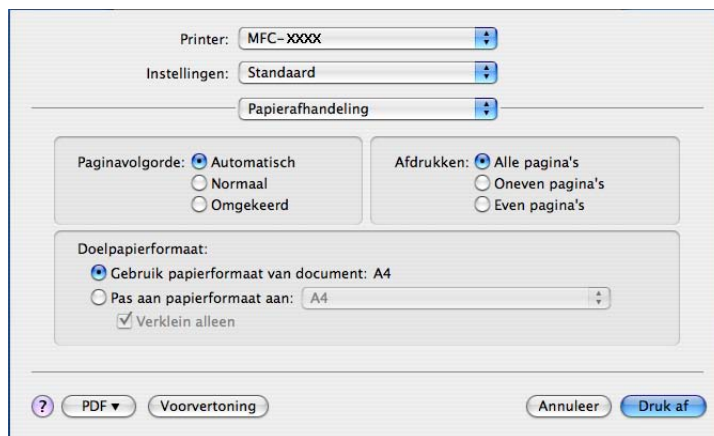 Printer: MFC-XXXX
Instellingen: Standaard
Papierafhandeling
Paginavolgorde: Automatisch
Normaal
Omgekeerd
Afdrukken: Alle pagina's
Oneven pagina's
Even pagina's
Doelpapierformaat:
Gebruik papierformaat van document: A4
Pas aan papierformaat aan: A4
Verklein alleen
? PDF ▼ Voorvertoning Annuleer Druk af